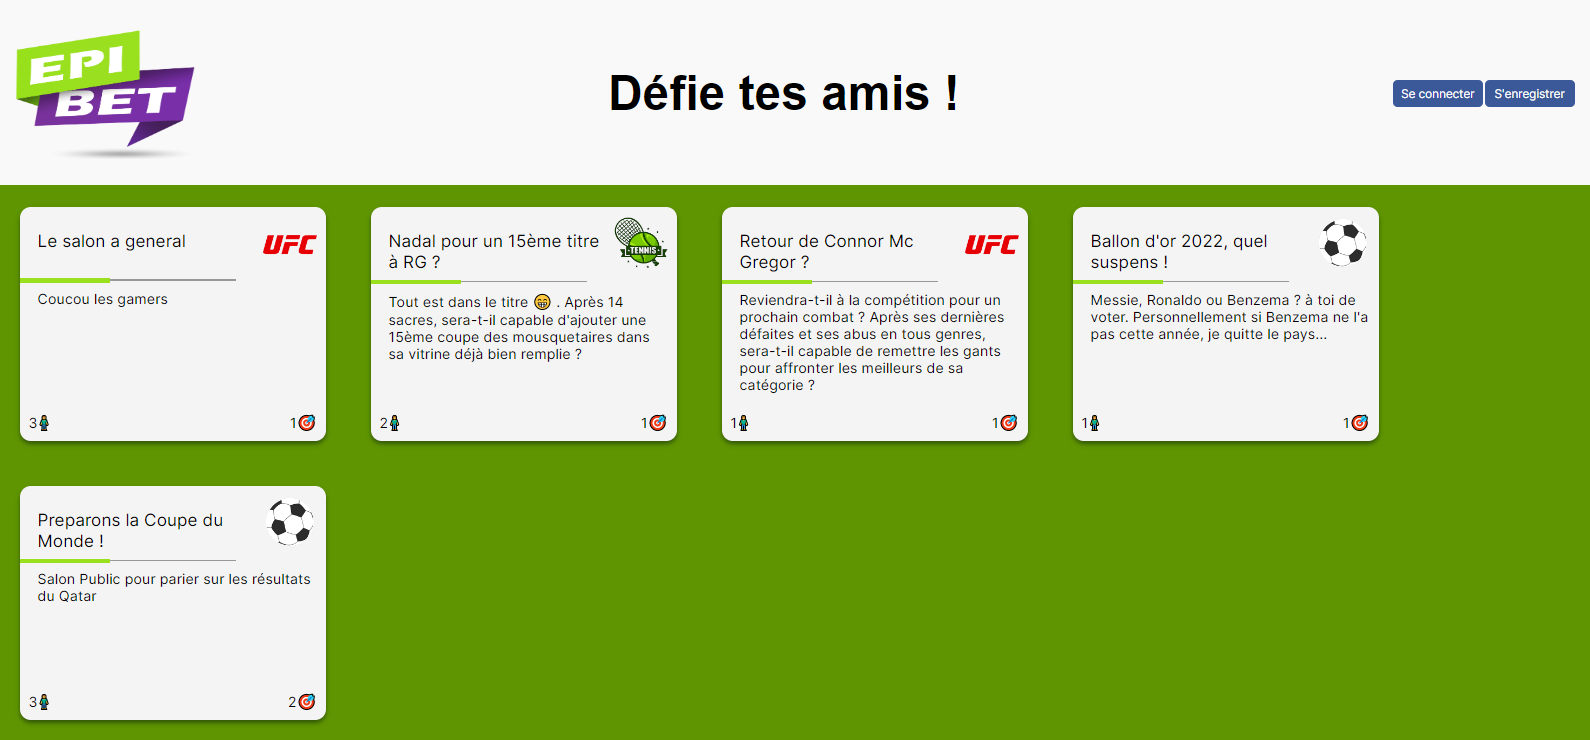 EPI
BET
Défie tes amis !
Se connecter
S'enregistrer
Le salon a general
UFC
Coucou les gamers
3
1
Nadal pour un 15ème titre
à RG ?
TENNIS
Tout est dans le titre 😁 . Après 14
sacres, sera-t-il capable d'ajouter une
15ème coupe des mousquetaires dans
sa vitrine déjà bien remplie ?
2
1
Retour de Connor Mc
Gregor ?
UFC
Reviendra-t-il à la compétition pour un
prochain combat ? Après ses dernières
défaites et ses abus en tous genres,
sera-t-il capable de remettre les gants
pour affronter les meilleurs de sa
catégorie ?
1
1
Ballon d'or 2022, quel
suspens !
Messie, Ronaldo ou Benzema ? à toi de
voter. Personnellement si Benzema ne l'a
pas cette année, je quitte le pays...
1
1
Preparons la Coupe du
Monde !
Salon Public pour parier sur les résultats
du Qatar
3
2